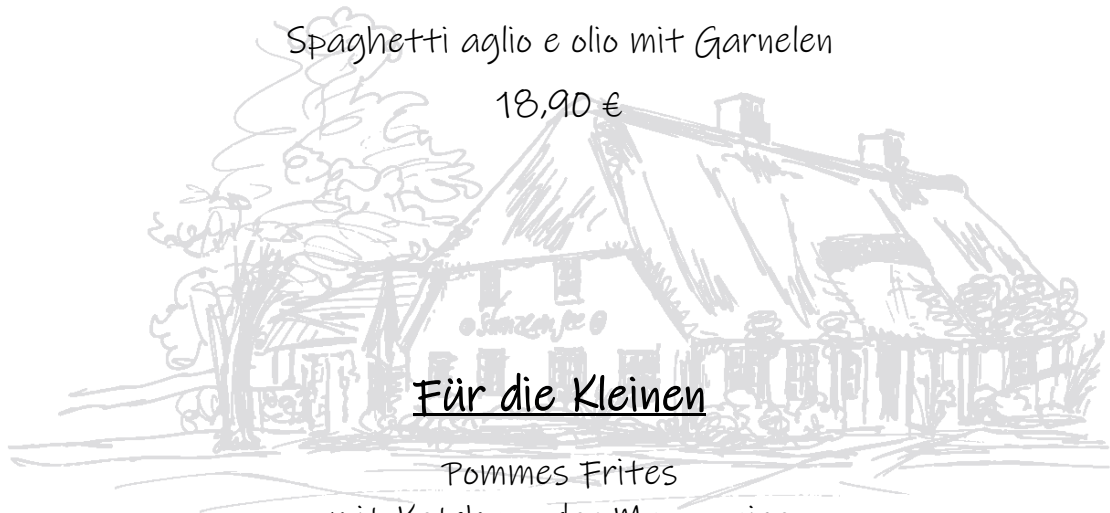 Spaghetti aglio e olio mit Garnelen
18,90 €
Für die Kleinen
Pommes Frites